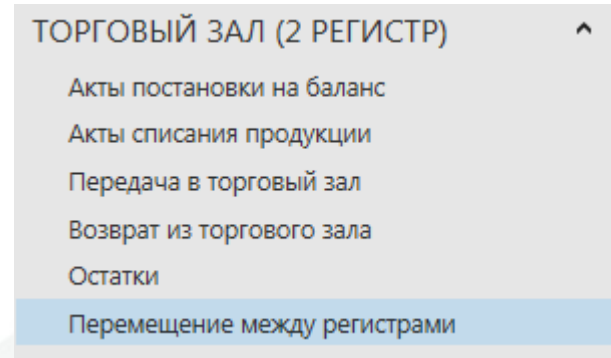 ТОРГОВЫЙ ЗАЛ (2 РЕГИСТР)
Акты постановки на баланс
Акты списания продукции
Передача в торговый зал
Возврат из торгового зала
Остатки
Перемещение между регистрами